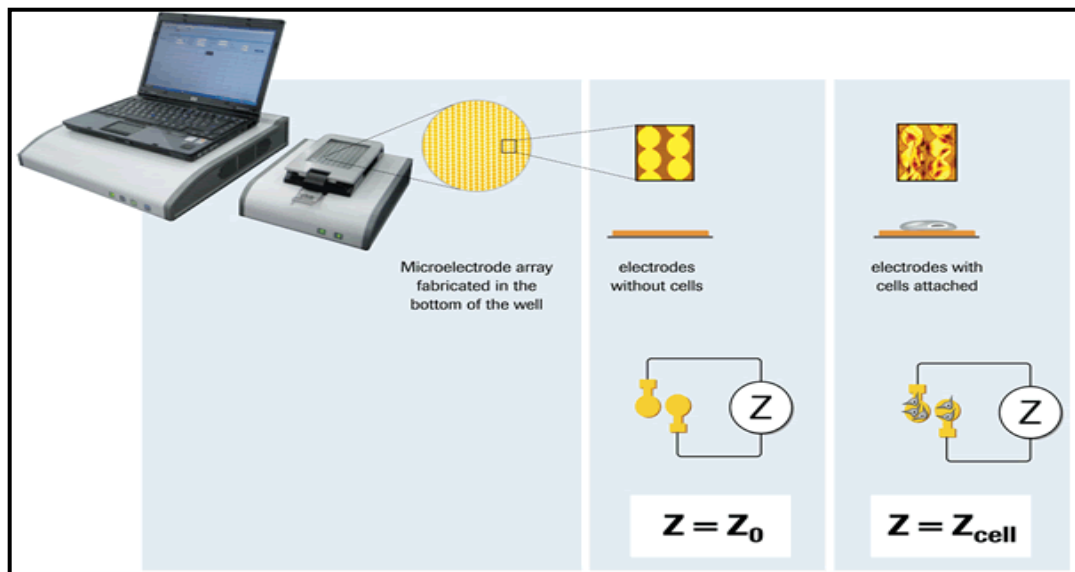 Microelectrode array
fabricated in the
bottom of the well
electrodes
without cells
electrodes with
cells attached
Z
Z
Z = Z₀
Z = Zcell